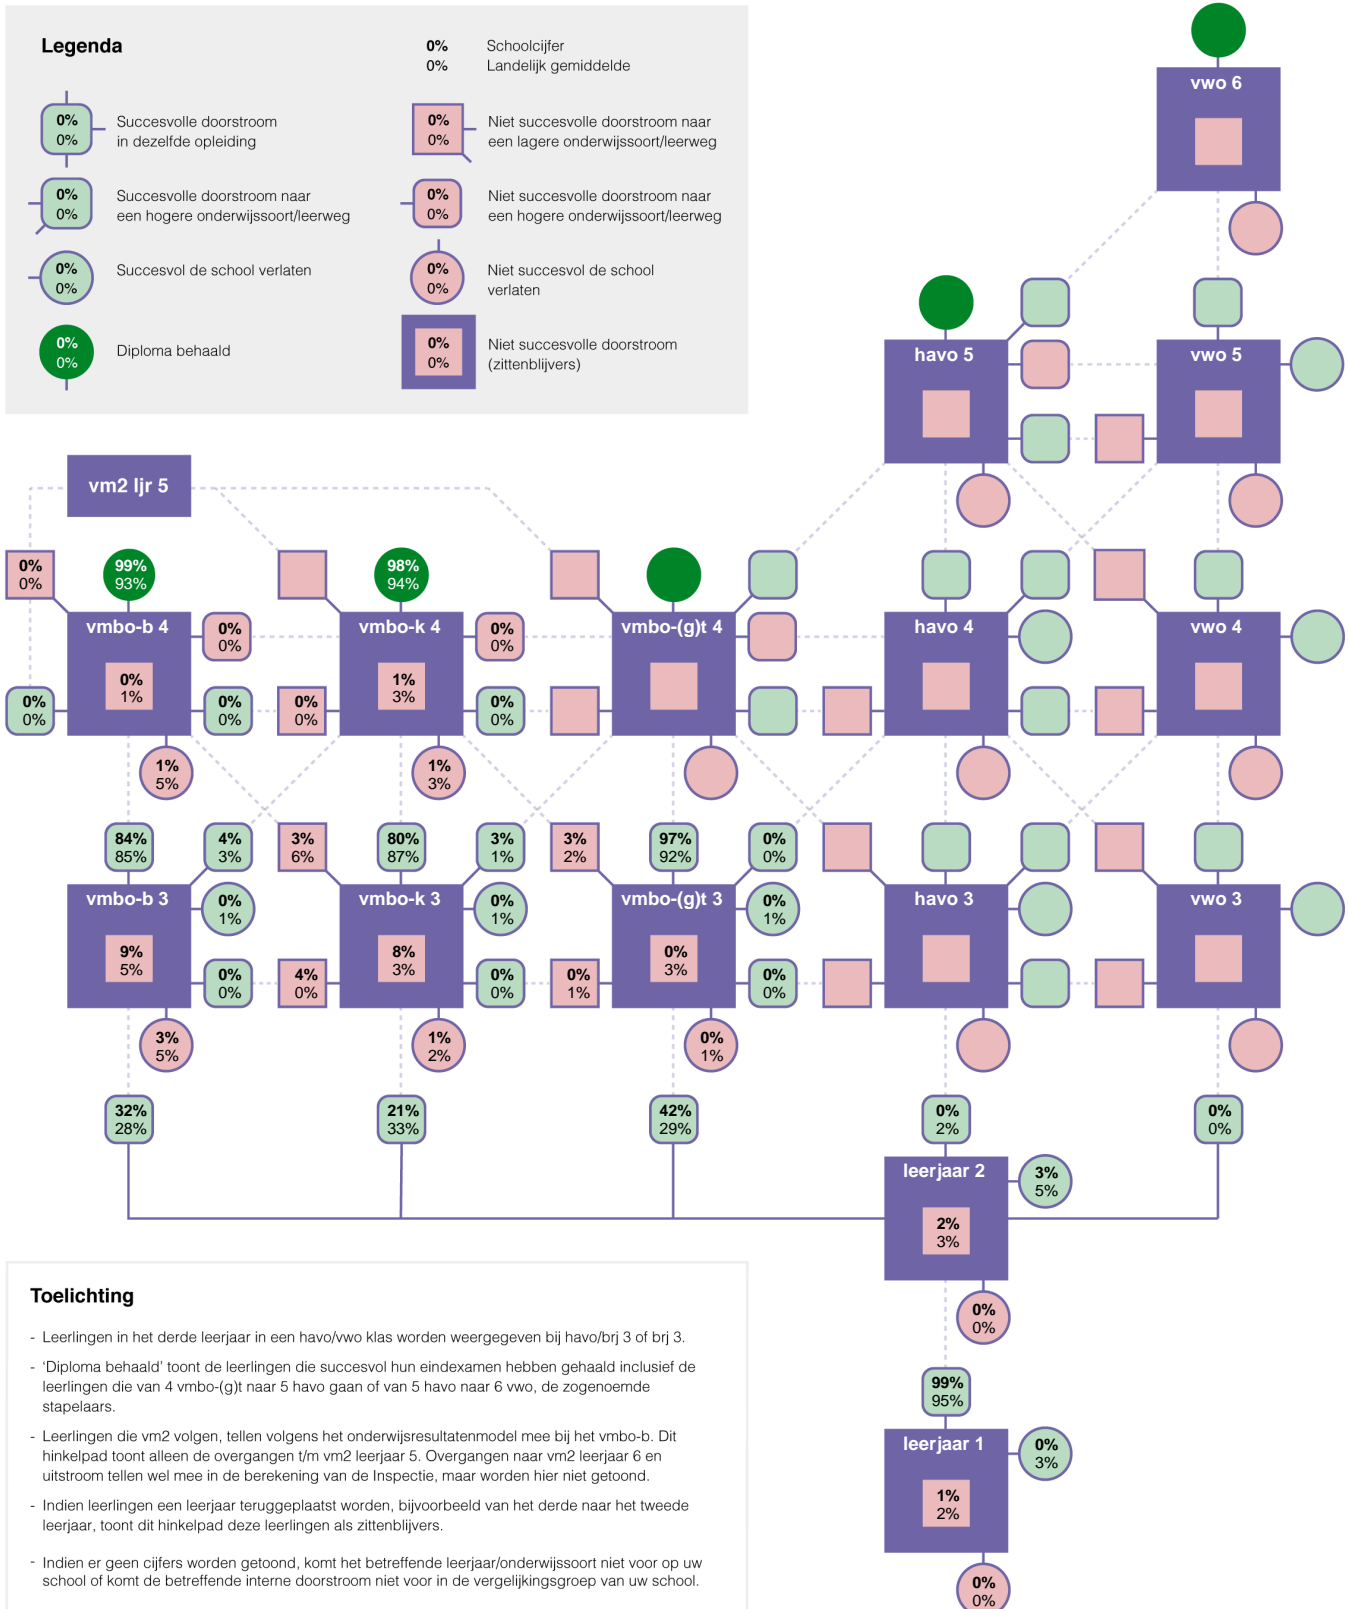 Legenda
0% Schoolcijfer
0% Landelijk gemiddelde
0%
0%
Succesvolle doorstroom
in dezelfde opleiding
0%
0%
Niet succesvolle doorstroom naar
een lagere onderwijssoort/leerweg
0%
0%
Succesvolle doorstroom naar
een hogere onderwijssoort/leerweg
0%
0%
Niet succesvolle doorstroom naar
een hogere onderwijssoort/leerweg
0%
0%
Succesvol de school verlaten
0%
0%
Niet succesvol de school
verlaten
0%
0%
Diploma behaald
0%
0%
Niet succesvolle doorstroom
(zittenblijvers)
vwo 6
havo 5
vwo 5
vm2 ljr 5
0%
0%
99%
93%
98%
94%
vmbo-b 4
0%
0%
vmbo-k 4
0%
0%
vmbo-(g)t 4
havo 4
vwo 4
0%
1%
1%
3%
0%
0%
0%
0%
0%
0%
0%
0%
1%
5%
1%
3%
84%
85%
4%
3%
3%
6%
80%
87%
3%
1%
3%
2%
97%
92%
0%
0%
vmbo-b 3
0%
1%
vmbo-k 3
0%
1%
vmbo-(g)t 3
0%
1%
havo 3
vwo 3
9%
5%
8%
3%
0%
3%
0%
0%
4%
0%
0%
0%
0%
1%
0%
0%
3%
5%
1%
2%
0%
1%
32%
28%
21%
33%
42%
29%
0%
2%
0%
0%
leerjaar 2
3%
5%
2%
3%
0%
0%
99%
95%
leerjaar 1
0%
3%
1%
2%
0%
0%
Toelichting
- Leerlingen in het derde leerjaar in een havo/vwo klas worden weergegeven bij havo/brj 3 of brj 3.
- ‘Diploma behaald’ toont de leerlingen die succesvol hun eindexamen hebben gehaald inclusief de
leerlingen die van 4 vmbo-(g)t naar 5 havo gaan of van 5 havo naar 6 vwo, de zogenoemde
stapelaars.
- Leerlingen die vm2 volgen, tellen volgens het onderwijsresultatenmodel mee bij het vmbo-b. Dit
hinkelpad toont alleen de overgangen t/m vm2 leerjaar 5. Overgangen naar vm2 leerjaar 6 en
uitstroom tellen wel mee in de berekening van de Inspectie, maar worden hier niet getoond.
- Indien leerlingen een leerjaar teruggeplaatst worden, bijvoorbeeld van het derde naar het tweede
leerjaar, toont dit hinkelpad deze leerlingen als zittenblijvers.
- Indien er geen cijfers worden getoond, komt het betreffende leerjaar/onderwijssoort niet voor op uw
school of komt de betreffende interne doorstroom niet voor in de vergelijkingsgroep van uw school.